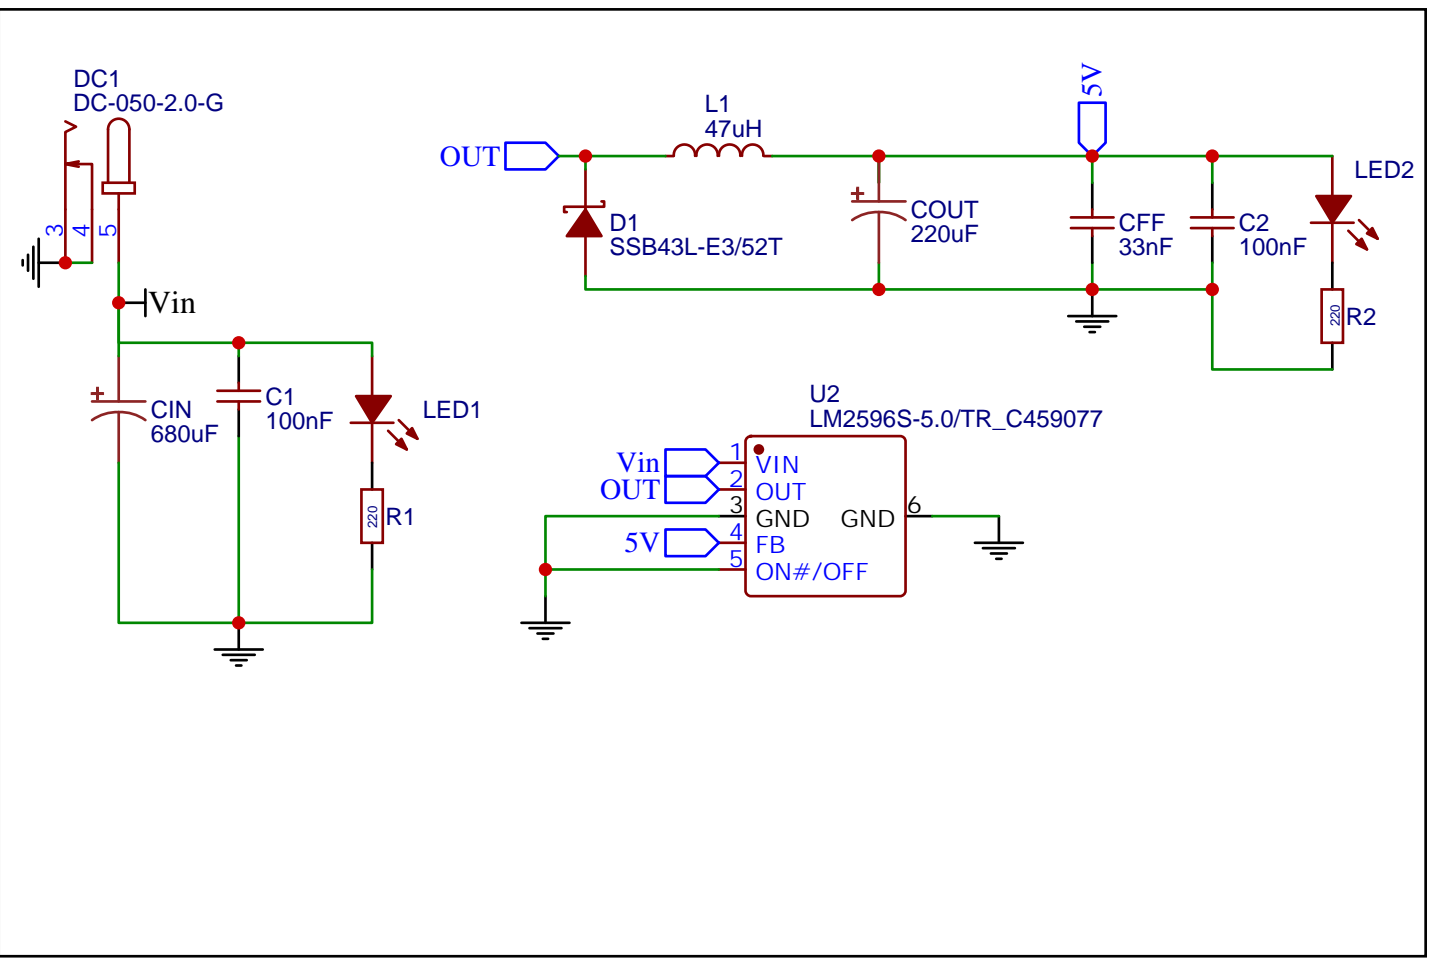 DC1
DC-050-2.0-G
3
4
5
Vin
CIN
680uF
C1
100nF
LED1
220
R1
OUT
L1
47uH
D1
SSB43L-E3/52T
COUT
220uF
5V
CFF
33nF
C2
100nF
LED2
220
R2
U2
LM2596S-5.0/TR_C459077
Vin 1 VIN
OUT 2 OUT
3 GND GND 6
5V 4 FB
5 ON#/OFF